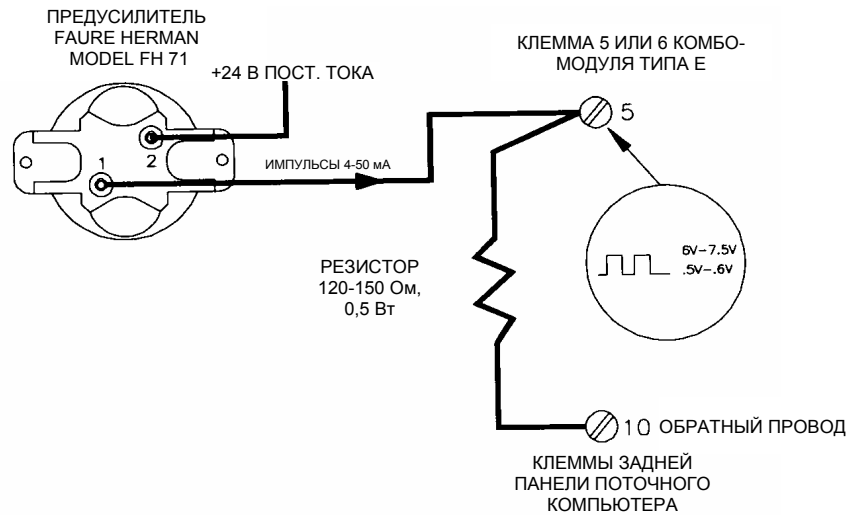 ПРЕДУСИЛИТЕЛЬ
FAURE HERMAN
MODEL FH 71
+24 В ПОСТ. ТОКА
КЛЕММА 5 ИЛИ 6 КОМБО-
МОДУЛЯ ТИПА Е
5
2
1
ИМПУЛЬСЫ 4-50 мА
6V-7.5V
.5V-.6V
РЕЗИСТОР
120-150 Ом,
0,5 Вт
10 ОБРАТНЫЙ ПРОВОД
КЛЕММЫ ЗАДНЕЙ
ПАНЕЛИ ПОТОЧНОГО
КОМПЬЮТЕРА